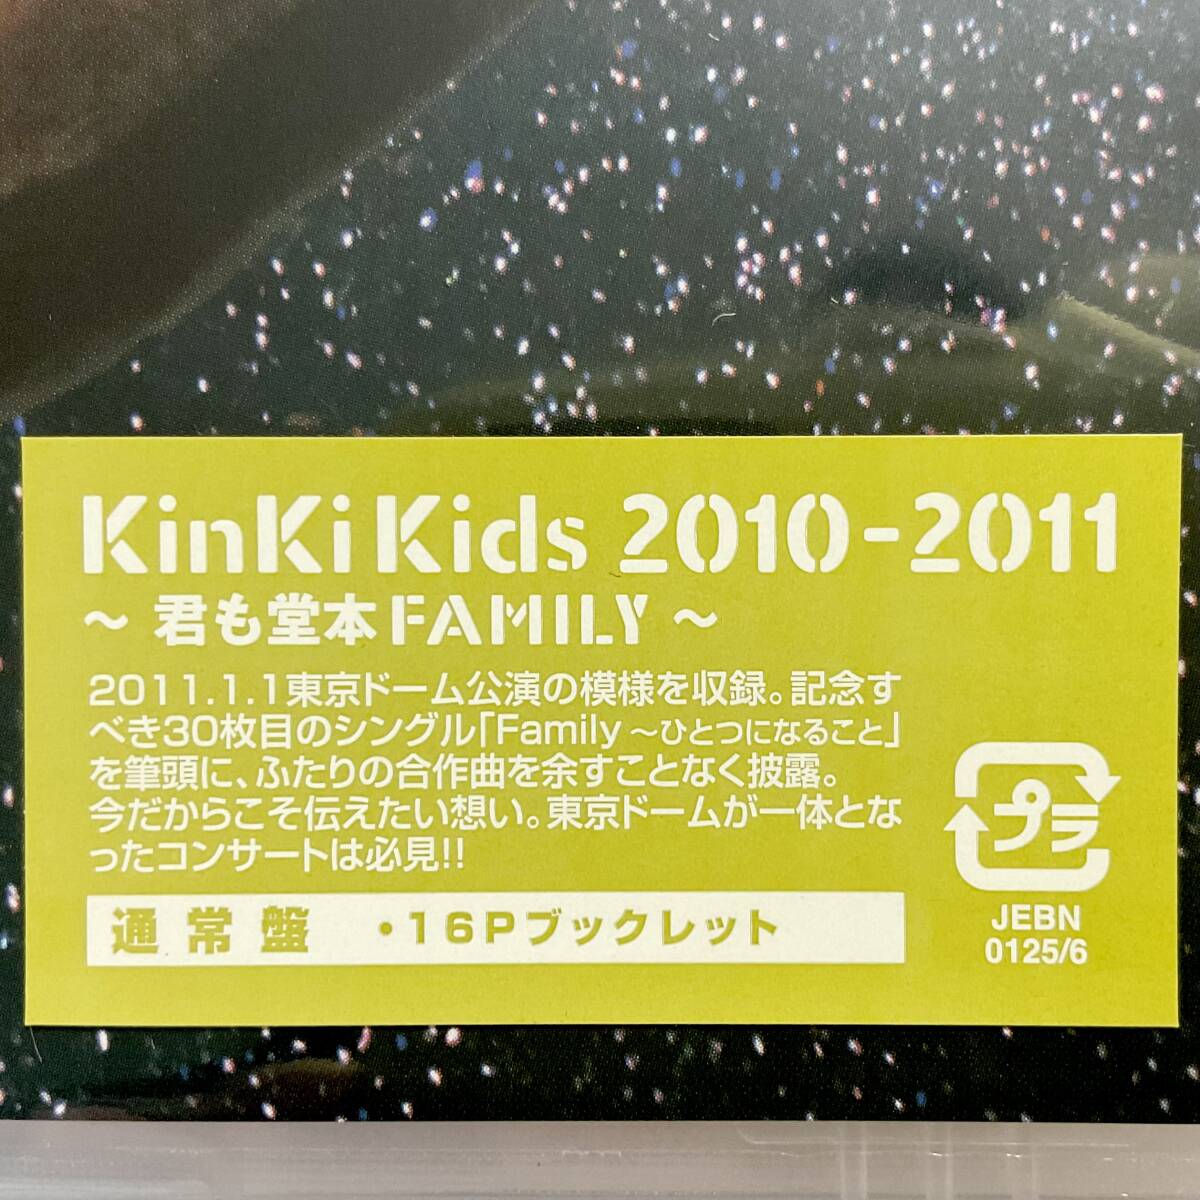 KinKi Kids 2010-2011
～ 君も堂本FAMILY ～
2011.1.1東京ドーム公演の模様を収録。記念す
べき30枚目のシングル「Family ～ひとつになること」
を筆頭に、ふたりの合作曲を余すことなく披露。
今だからこそ伝えたい想い。東京ドームが一体とな
ったコンサートは必見!!
通常盤 ・16Pブックレット
プラ
JEBN
0125/6